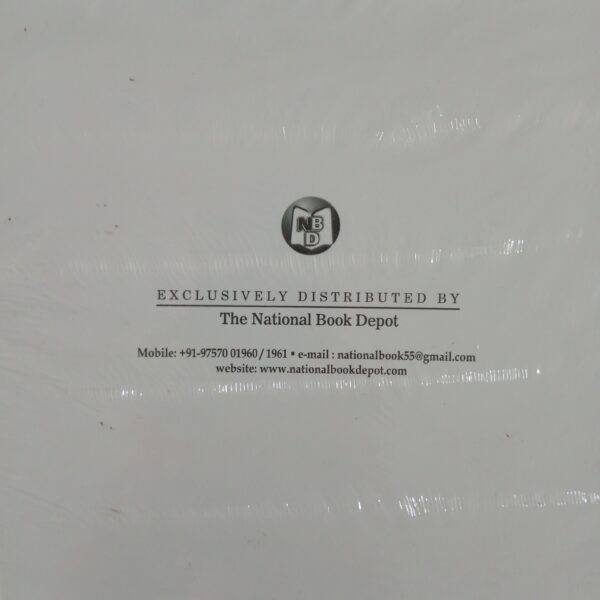 NB
D
EXCLUSIVELY DISTRIBUTED BY
The National Book Depot
Mobile: +91-97570 01960 / 1961 • e-mail : nationalbook55@gmail.com
website: www.nationalbookdepot.com